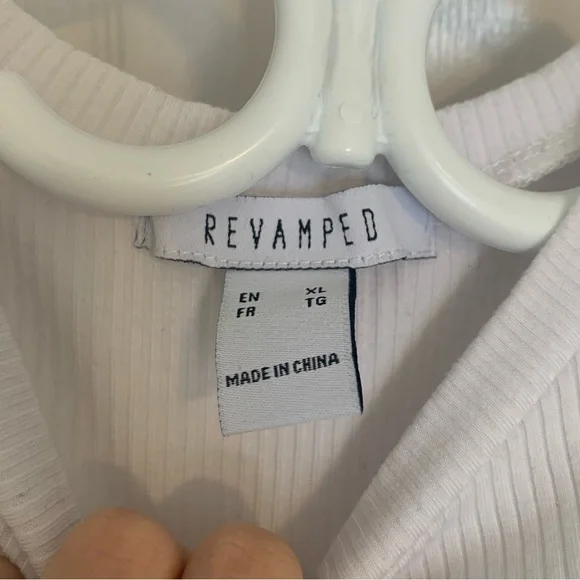 REVAMPED
EN XL
FR TG
MADE IN CHINA